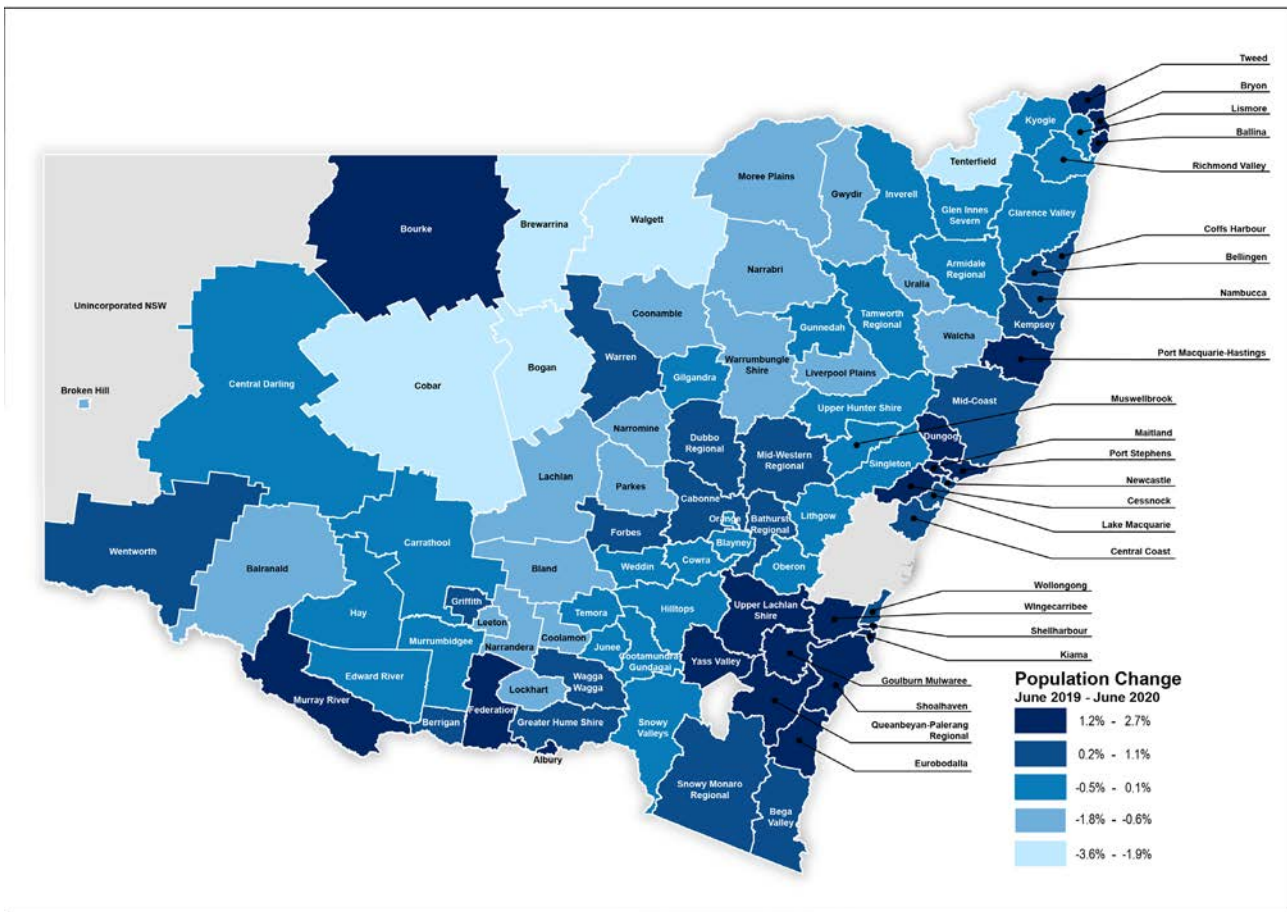 Tweed
Bryon
Lismore
Ballina
Richmond Valley
Kyogle
Tenterfield
Moree Plains
Gwydir
Inverell
Glen Innes
Severn
Clarence Valley
Bourke
Brewarrina
Walgett
Coffs Harbour
Bellingen
Nambucca
Armidale
Regional
Narrabri
Uralla
Unincorporated NSW
Coonamble
Gunnedah
Tamworth
Regional
Walcha
Kempsey
Port Macquarie-Hastings
Warren
Warrumbungle
Shire
Liverpool Plains
Bogan
Gilgandra
Central Darling
Cobar
Broken Hill
Mid-Coast
Muswellbrook
Upper Hunter Shire
Narromine
Dubbo
Regional
Mid-Western
Regional
Dungog
Maitland
Port Stephens
Singleton
Newcastle
Cessnock
Lake Macquarie
Central Coast
Lachlan
Parkes
Cabonne
Orange
Bathurst
Regional
Lithgow
Forbes
Blayney
Wentworth
Carrathool
Weddin
Cowra
Oberon
Balranald
Bland
Wollongong
WIngecarribee
Shellharbour
Kiama
Hay
Griffith
Leeton
Temora
Hilltops
Upper Lachlan
Shire
Murrumbidgee
Narrandera
Coolamon
Junee
Cootamundra
Gundagai
Yass Valley
Goulburn Mulwaree
Edward River
Lockhart
Wagga
Wagga
Murray River
Shoalhaven
Berrigan
Federation
Greater Hume Shire
Snowy
Valleys
Queanbeyan-Palerang
Regional
Albury
Eurobodalla
Snowy Monaro
Regional
Bega
Valley
Population Change
June 2019 - June 2020
1.2% - 2.7%
0.2% - 1.1%
-0.5% - 0.1%
-1.8% - -0.6%
-3.6% - -1.9%